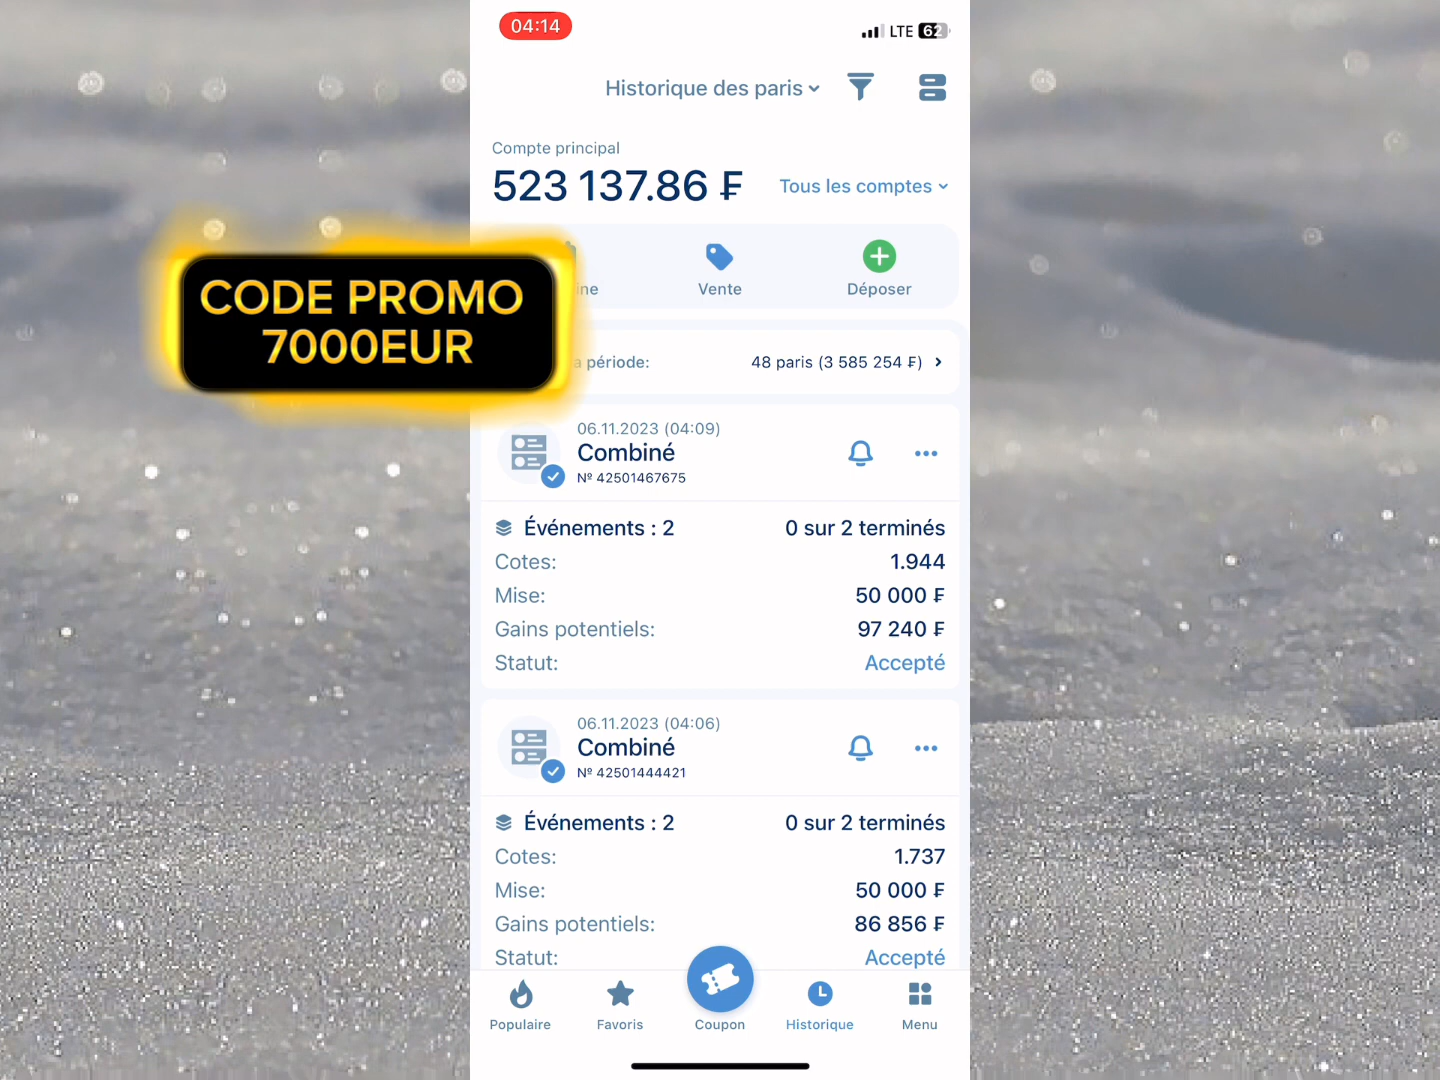 04:14
LTE 62
Historique des paris
Compte principal
523 137.86 ₣
Tous les comptes
CODE PROMO
7000EUR
Vente
Déposer
période:
48 paris (3 585 254 ₣)
06.11.2023 (04:09)
Combiné
Nº 42501467675
Événements : 2
0 sur 2 terminés
Cotes:
1.944
Mise:
50 000 ₣
Gains potentiels:
97 240 ₣
Statut:
Accepté
06.11.2023 (04:06)
Combiné
Nº 42501444421
Événements : 2
0 sur 2 terminés
Cotes:
1.737
Mise:
50 000 ₣
Gains potentiels:
86 856 ₣
Statut:
Accepté
Populaire
Favoris
Coupon
Historique
Menu